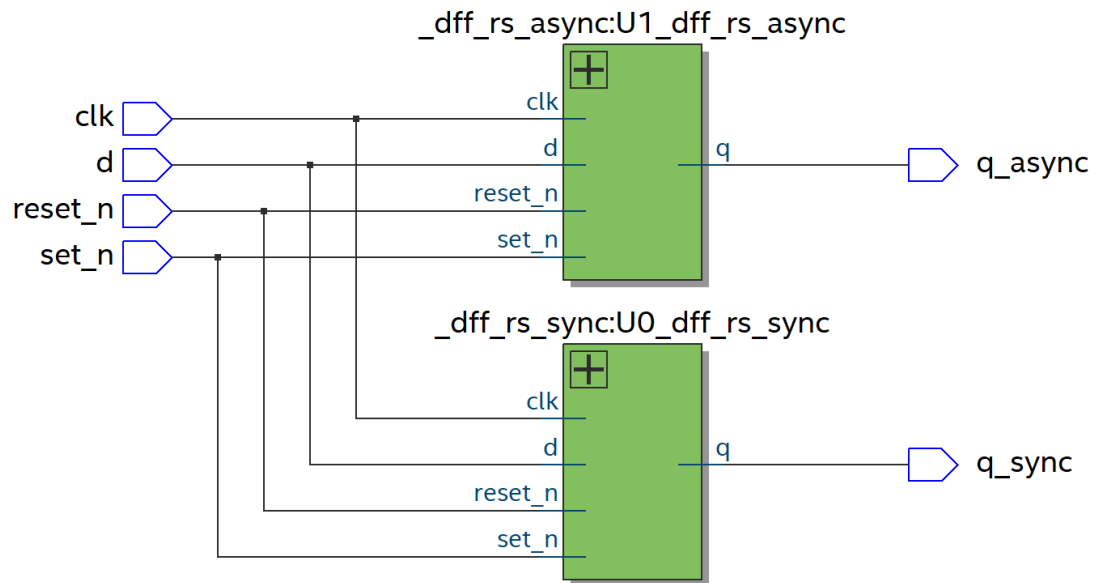 _dff_rs_async:U1_dff_rs_async
clk
clk
d
d
q
q_async
reset_n
reset_n
set_n
set_n
_dff_rs_sync:U0_dff_rs_sync
clk
d
q
q_sync
reset_n
set_n